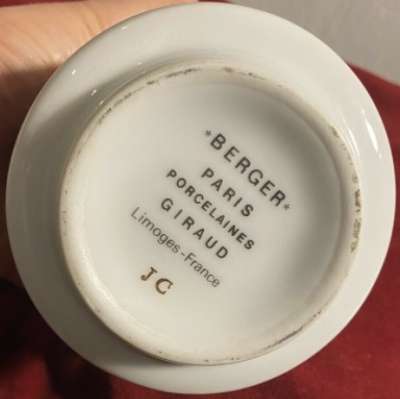 *BERGER*
PARIS
PORCELAINES
GIRAUD
Limoges-France
JC